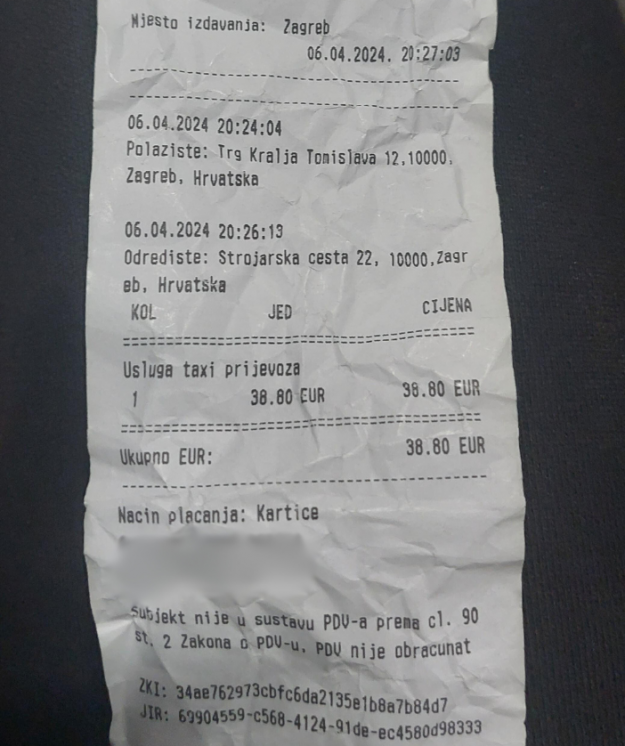 Mjesto izdavanja: Zagreb
06.04.2024. 20:27:03
06.04.2024 20:24:04
Polaziste: Trg Kralja Tomislava 12,10000,
Zagreb, Hrvatska
06.04.2024 20:26:13
Odrediste: Strojarska cesta 22, 10000,Zagr
eb, Hrvatska
KOL JED CIJENA
Usluga taxi prijevoza
1 38.80 EUR 38.80 EUR
Ukupno EUR: 38.80 EUR
Nacin placanja: Kartice
Subjekt nije u sustavu PDV-a prema cl. 90
st. 2 Zakona o PDV-u, PDV nije obracunat
ZKI: 34ae762973cbfc6da2135e1b8a7b84d7
JIR: 69904559-c568-4124-91de-ec4580d98333